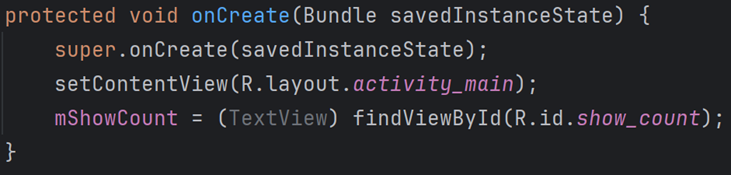 protected void onCreate(Bundle savedInstanceState) {
    super.onCreate(savedInstanceState);
    setContentView(R.layout.activity_main);
    mShowCount = (TextView) findViewById(R.id.show_count);
}